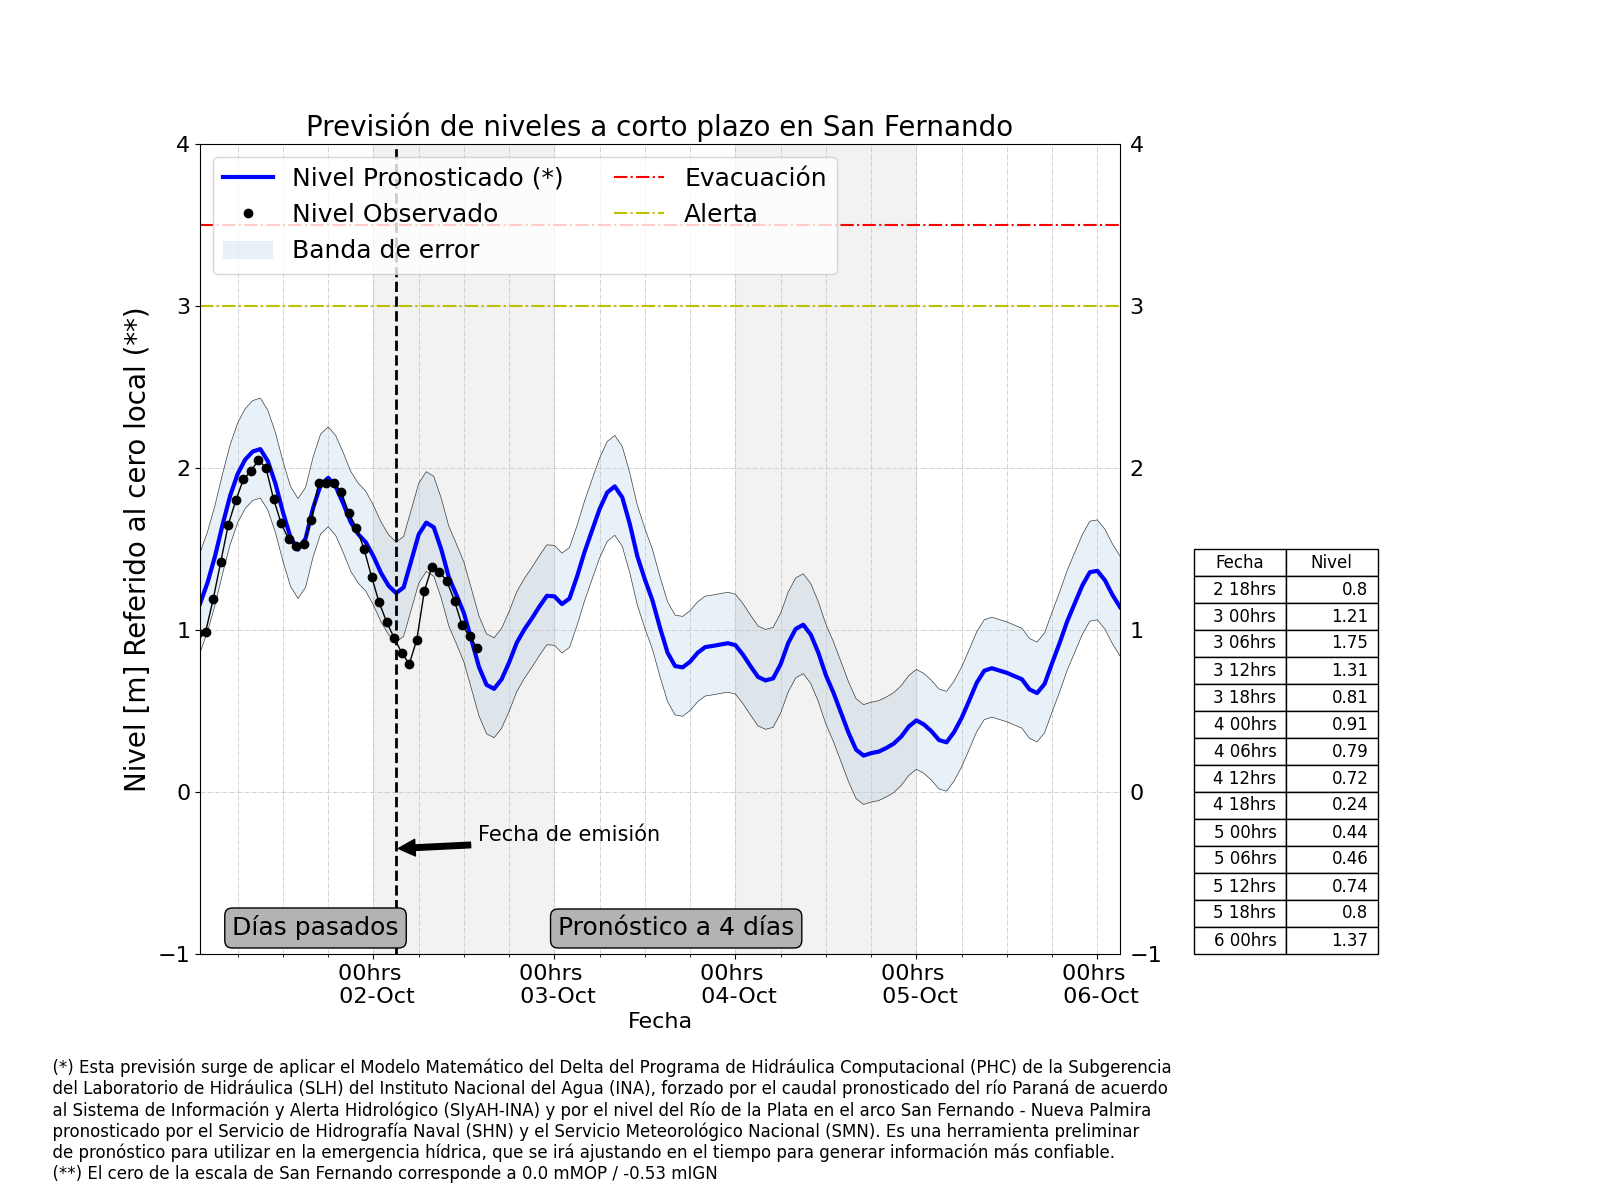 Previsión de niveles a corto plazo en San Fernando
Nivel Pronosticado (*)
Nivel Observado
Banda de error
Evacuación
Alerta
Nivel [m] Referido al cero local (**)
4
3
2
1
0
−1
4
3
2
1
0
−1
Fecha de emisión
Días pasados
Pronóstico a 4 días
00hrs
02-Oct
00hrs
03-Oct
00hrs
04-Oct
00hrs
05-Oct
00hrs
06-Oct
Fecha
Fecha Nivel
2 18hrs 0.8
3 00hrs 1.21
3 06hrs 1.75
3 12hrs 1.31
3 18hrs 0.81
4 00hrs 0.91
4 06hrs 0.79
4 12hrs 0.72
4 18hrs 0.24
5 00hrs 0.44
5 06hrs 0.46
5 12hrs 0.74
5 18hrs 0.8
6 00hrs 1.37
(*) Esta previsión surge de aplicar el Modelo Matemático del Delta del Programa de Hidráulica Computacional (PHC) de la Subgerencia
del Laboratorio de Hidráulica (SLH) del Instituto Nacional del Agua (INA), forzado por el caudal pronosticado del río Paraná de acuerdo
al Sistema de Información y Alerta Hidrológico (SIyAH-INA) y por el nivel del Río de la Plata en el arco San Fernando - Nueva Palmira
pronosticado por el Servicio de Hidrografía Naval (SHN) y el Servicio Meteorológico Nacional (SMN). Es una herramienta preliminar
de pronóstico para utilizar en la emergencia hídrica, que se irá ajustando en el tiempo para generar información más confiable.
(**) El cero de la escala de San Fernando corresponde a 0.0 mMOP / -0.53 mIGN